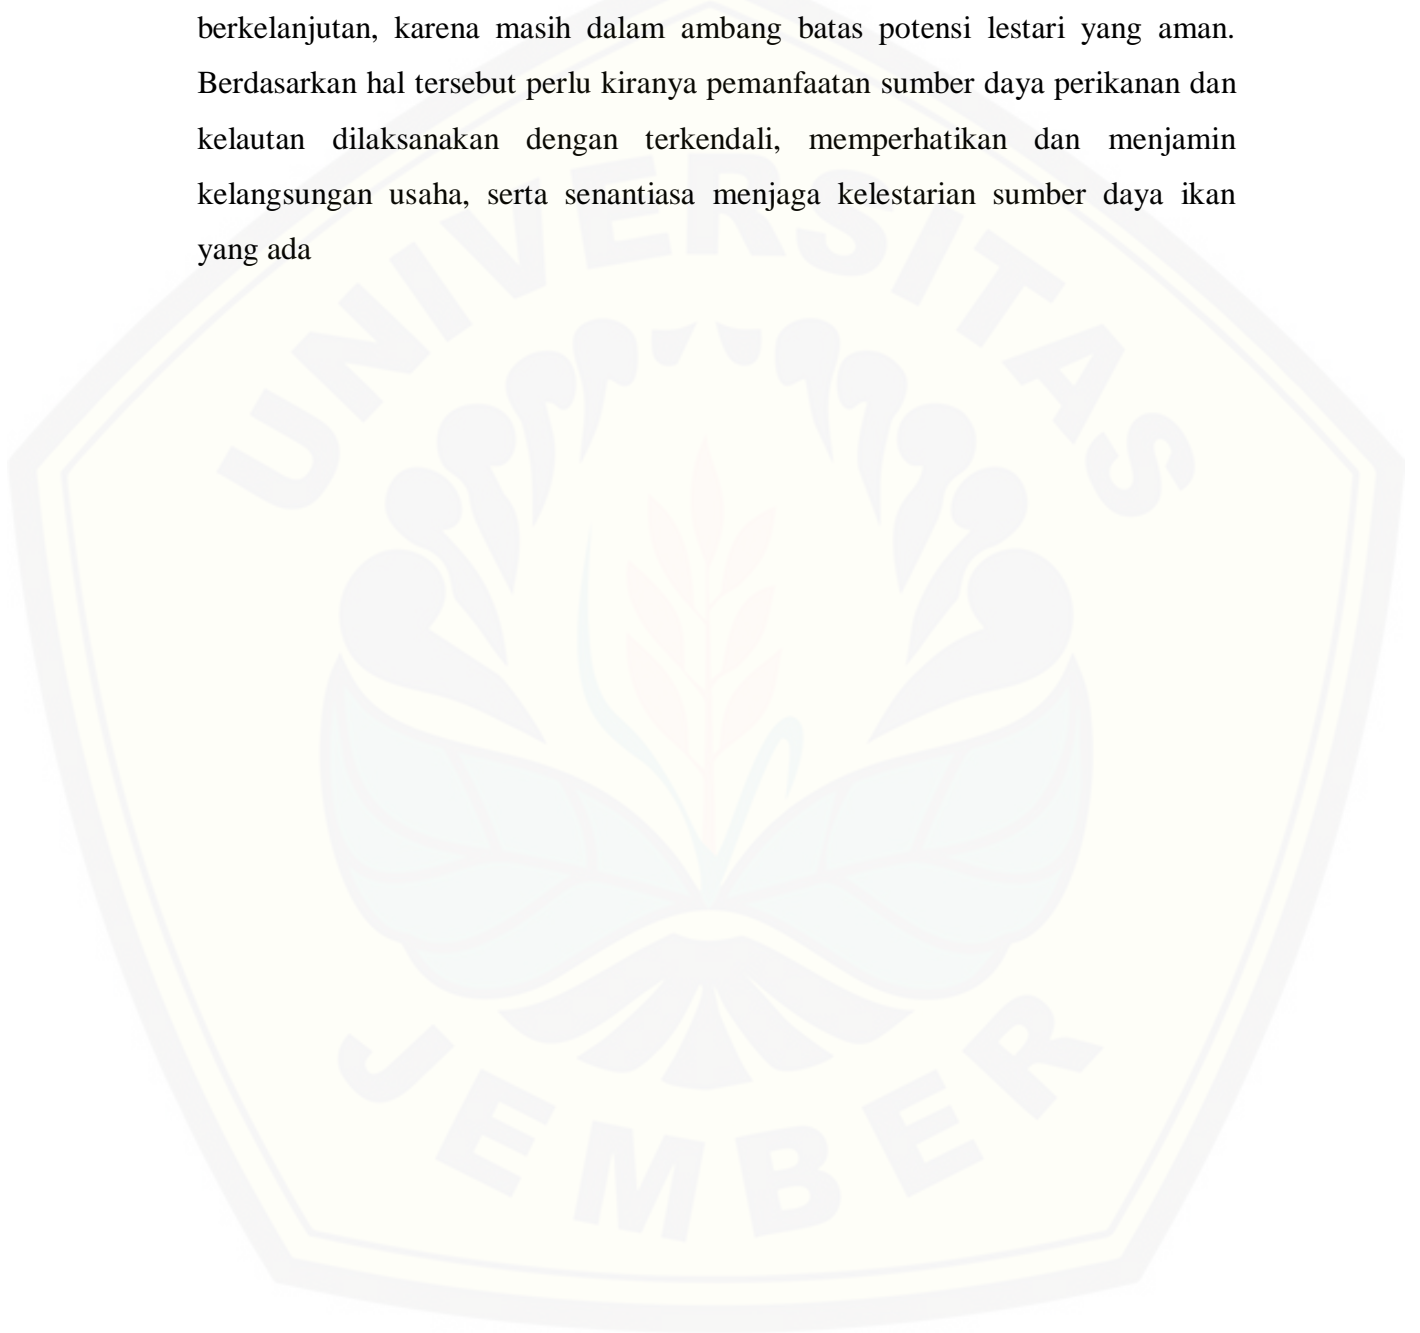 berkelanjutan, karena masih dalam ambang batas potensi lestari yang aman.
Berdasarkan hal tersebut perlu kiranya pemanfaatan sumber daya perikanan dan
kelautan dilaksanakan dengan terkendali, memperhatikan dan menjamin
kelangsungan usaha, serta senantiasa menjaga kelestarian sumber daya ikan
yang ada
UNIVERSITAS
JEMBER